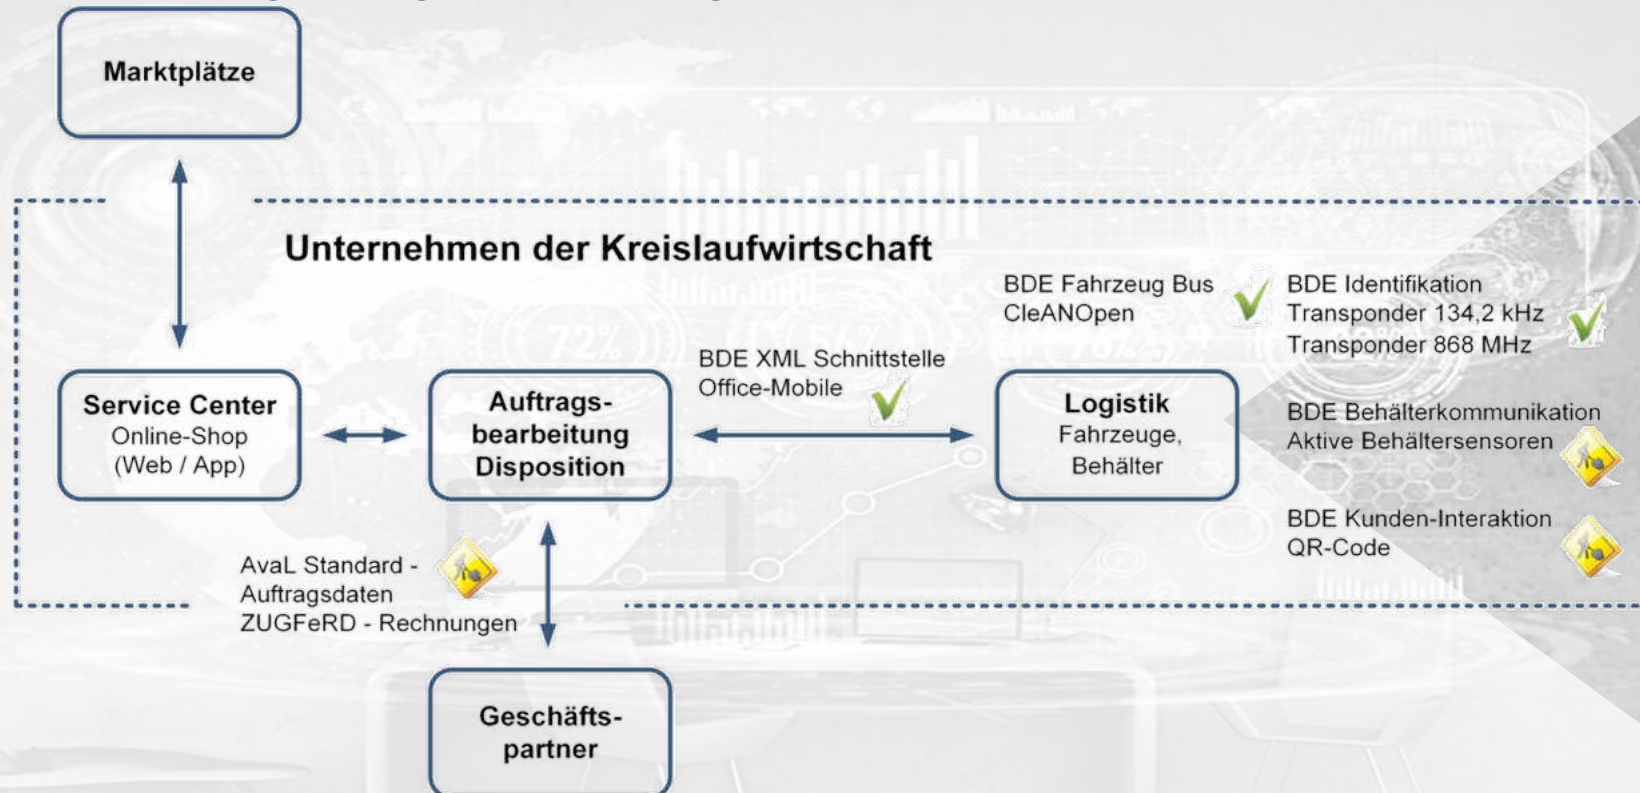 Marktplätze
Unternehmen der Kreislaufwirtschaft
BDE Fahrzeug Bus
CleANOpen
BDE Identifikation
Transponder 134,2 kHz
Transponder 868 MHz
BDE XML Schnittstelle
Office-Mobile
Service Center
Online-Shop
(Web / App)
Auftrags-
bearbeitung
Disposition
Logistik
Fahrzeuge,
Behälter
BDE Behälterkommunikation
Aktive Behältersensoren
BDE Kunden-Interaktion
QR-Code
AvaL Standard -
Auftragsdaten
ZUGFeRD - Rechnungen
Geschäfts-
partner
72%